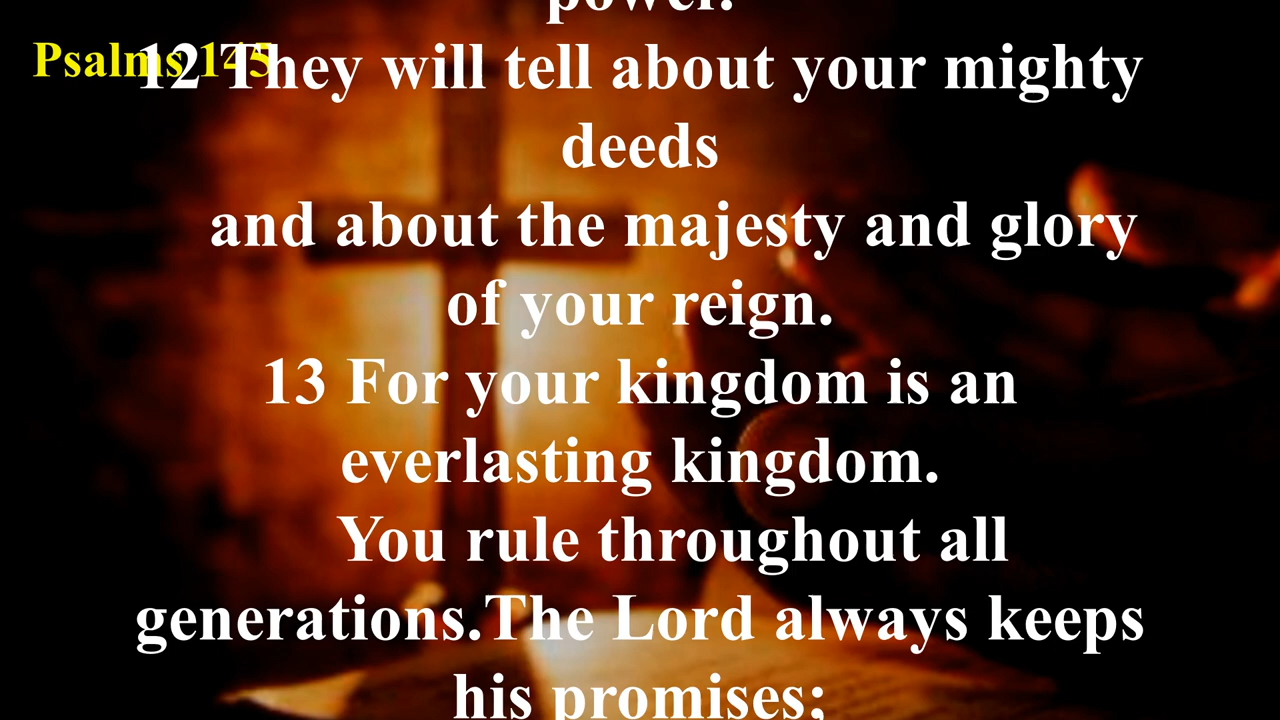 power.
Psalms 145
12 They will tell about your mighty
deeds
and about the majesty and glory
of your reign.
13 For your kingdom is an
everlasting kingdom.
You rule throughout all
generations.The Lord always keeps
his promises;